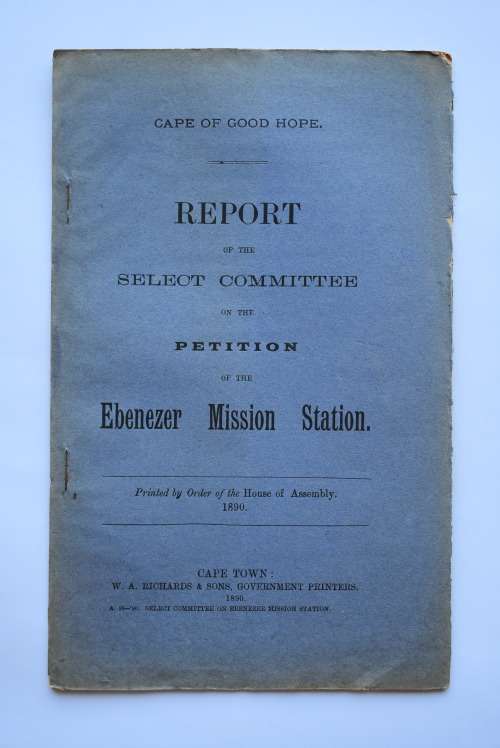 CAPE OF GOOD HOPE.
REPORT
OF THE
SELECT COMMITTEE
ON THE
PETITION
OF THE
Ebenezer Mission Station.
Printed by Order of the House of Assembly.
1890.
CAPE TOWN:
W. A. RICHARDS & SONS, GOVERNMENT PRINTERS.
1890.
SELECT COMMITTEE ON EBENEZER MISSION STATION.